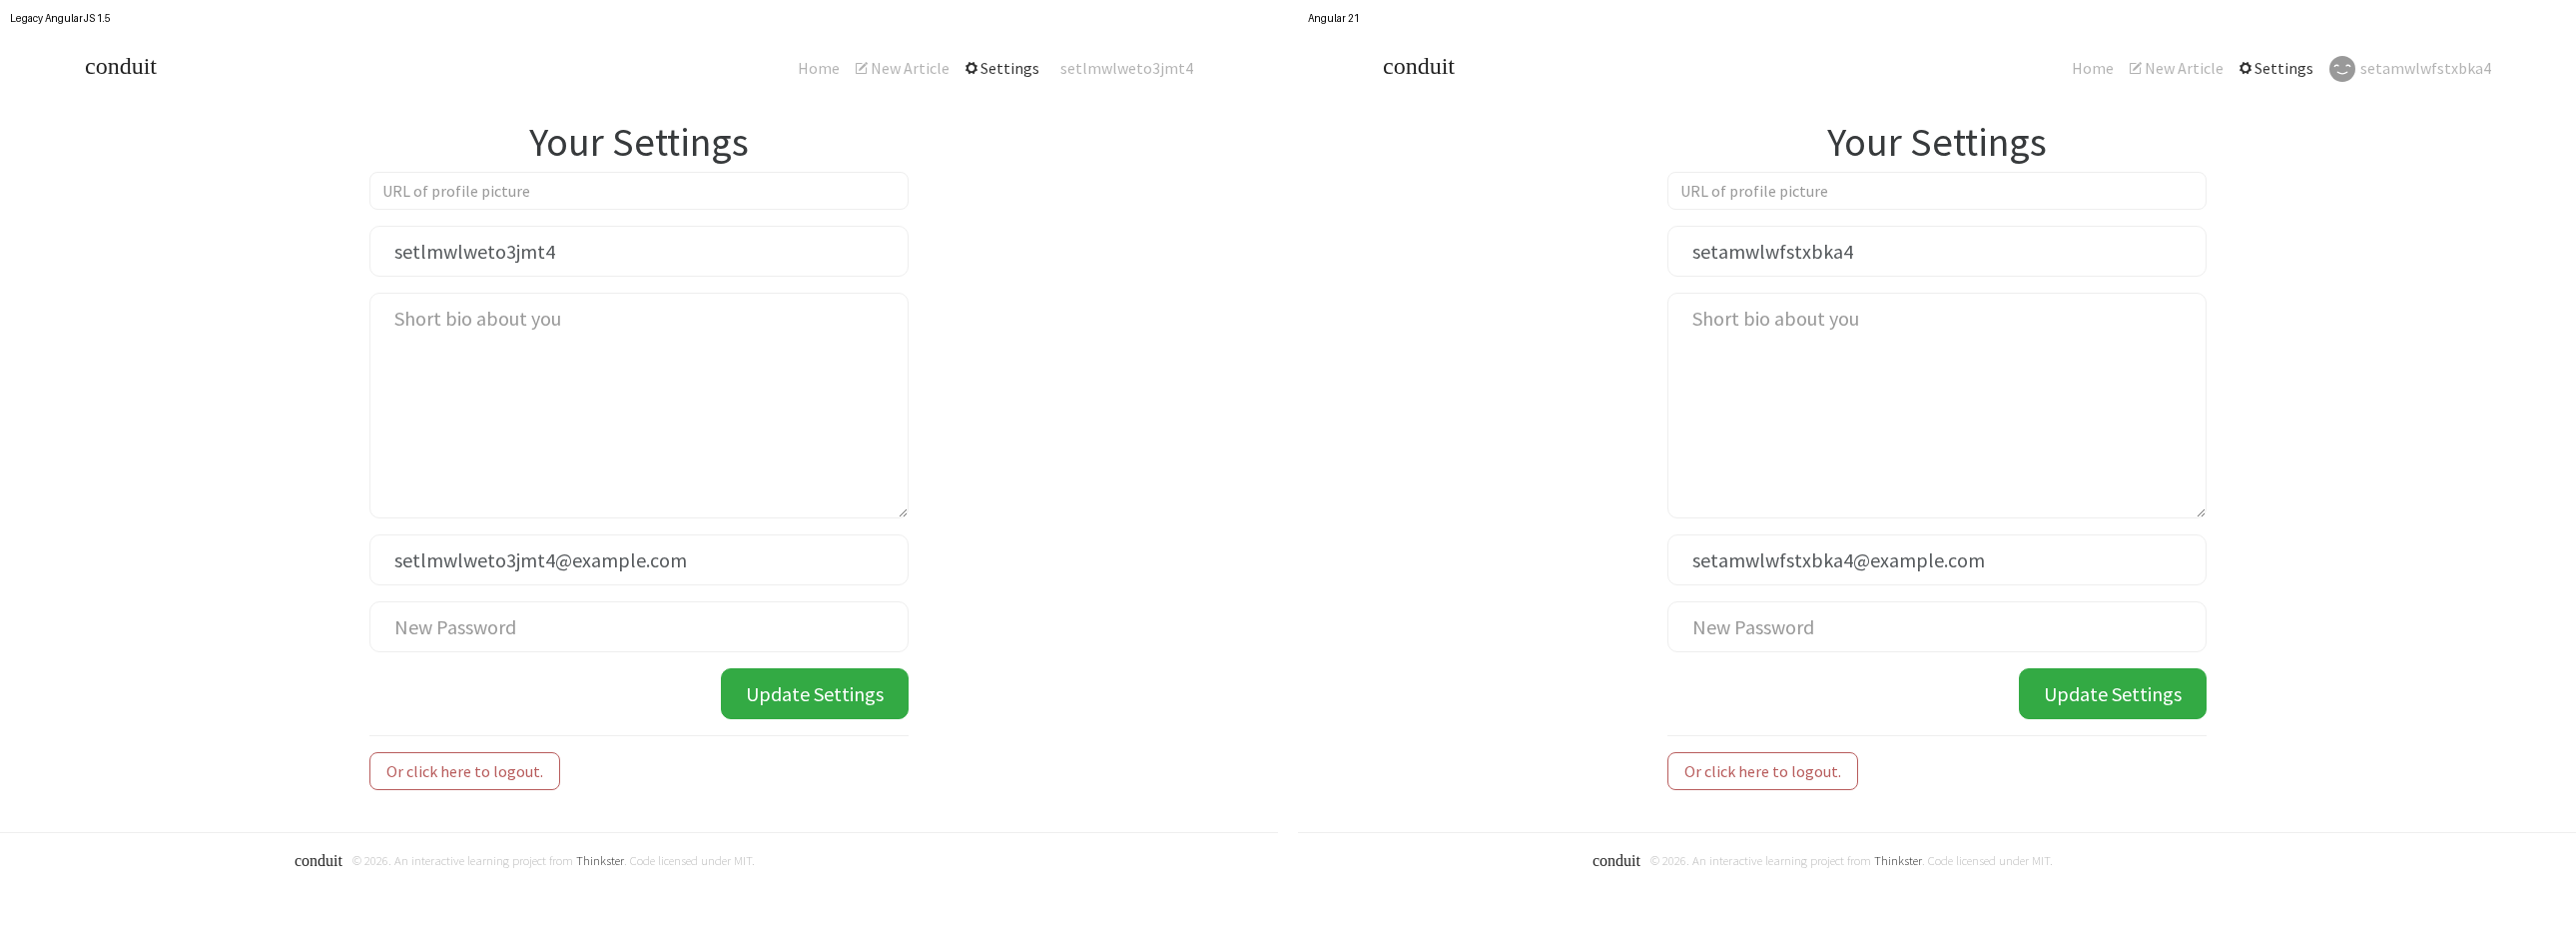 Legacy AngularJS 1.5
conduit
Home New Article Settings setlmwlweto3jmt4
Your Settings
URL of profile picture
setlmwlweto3jmt4
Short bio about you
setlmwlweto3jmt4@example.com
New Password
Update Settings
Or click here to logout.
conduit © 2026. An interactive learning project from Thinkster. Code licensed under MIT.
Angular 21
conduit
Home New Article Settings setamwlwfstxbka4
Your Settings
URL of profile picture
setamwlwfstxbka4
Short bio about you
setamwlwfstxbka4@example.com
New Password
Update Settings
Or click here to logout.
conduit © 2026. An interactive learning project from Thinkster. Code licensed under MIT.